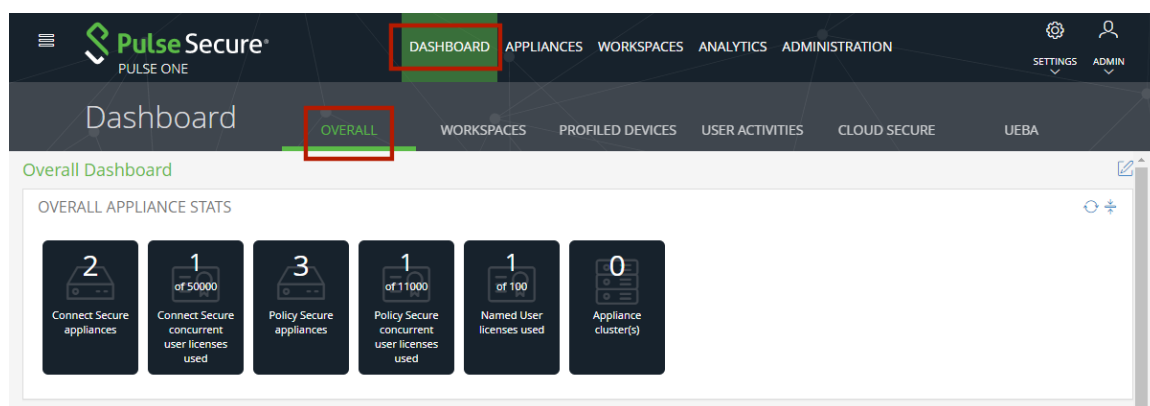 Pulse Secure®
PULSE ONE
DASHBOARD APPLIANCES WORKSPACES ANALYTICS ADMINISTRATION
SETTINGS ADMIN
Dashboard
OVERALL WORKSPACES PROFILED DEVICES USER ACTIVITIES CLOUD SECURE UEBA
Overall Dashboard
OVERALL APPLIANCE STATS
2
Connect Secure
appliances
1
of 50000
Connect Secure
concurrent
user licenses
used
3
Policy Secure
appliances
1
of 11000
Policy Secure
concurrent
user licenses
used
1
of 100
Named User
licenses used
0
Appliance
cluster(s)